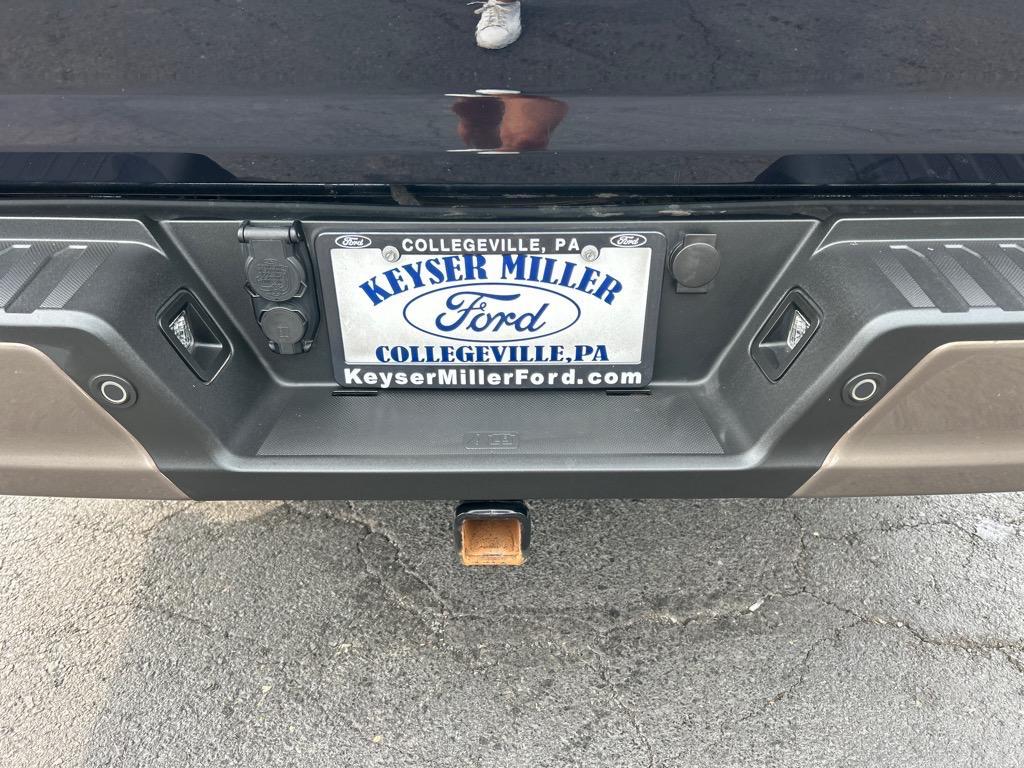 Ford COLLEGEVILLE, PA Ford
KEYSER MILLER
Ford
COLLEGEVILLE, PA
KeyserMillerFord.com